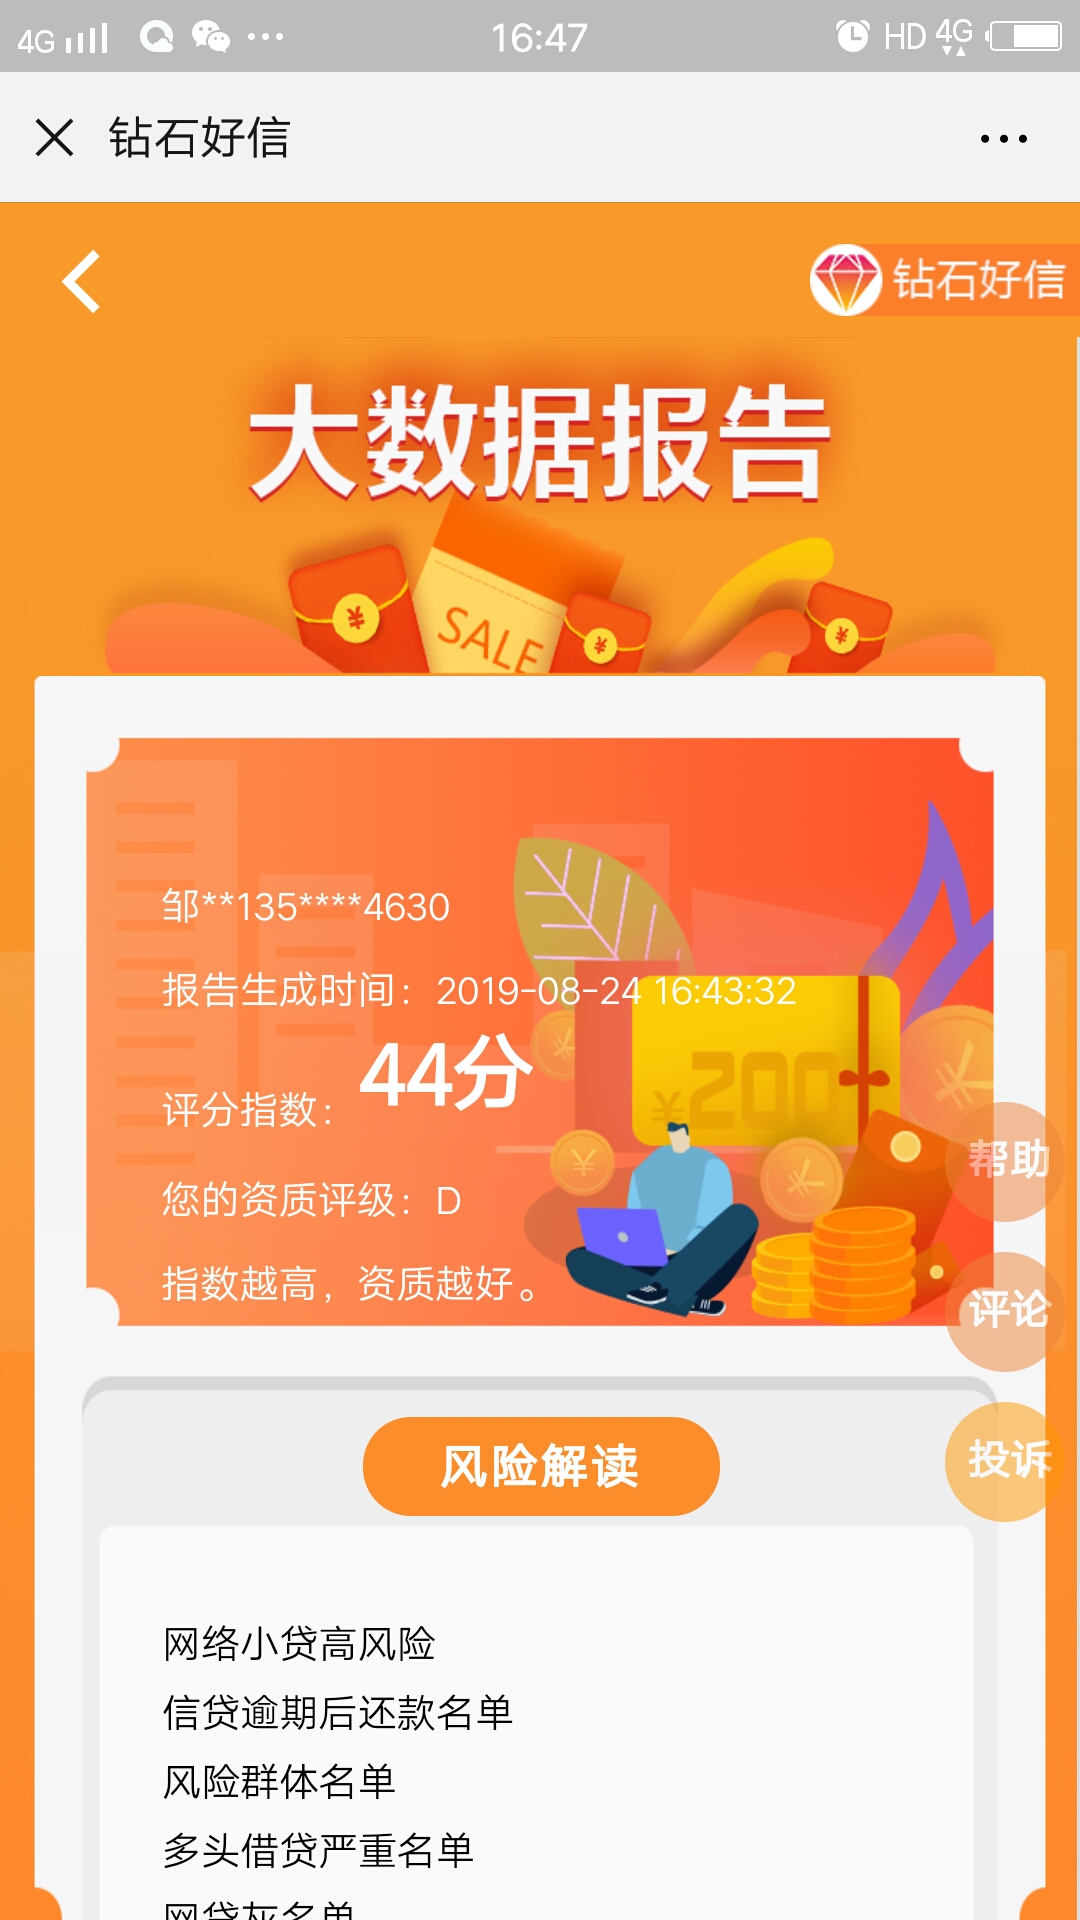 4G 16:47 HD 4G
钻石好信
钻石好信
大数据报告
SALE
邹**135****4630
报告生成时间：2019-08-24 16:43:32
¥200
评分指数：44分
您的资质评级：D
指数越高，资质越好。
帮助
评论
投诉
风险解读
网络小贷高风险
信贷逾期后还款名单
风险群体名单
多头借贷严重名单
网贷灰名单